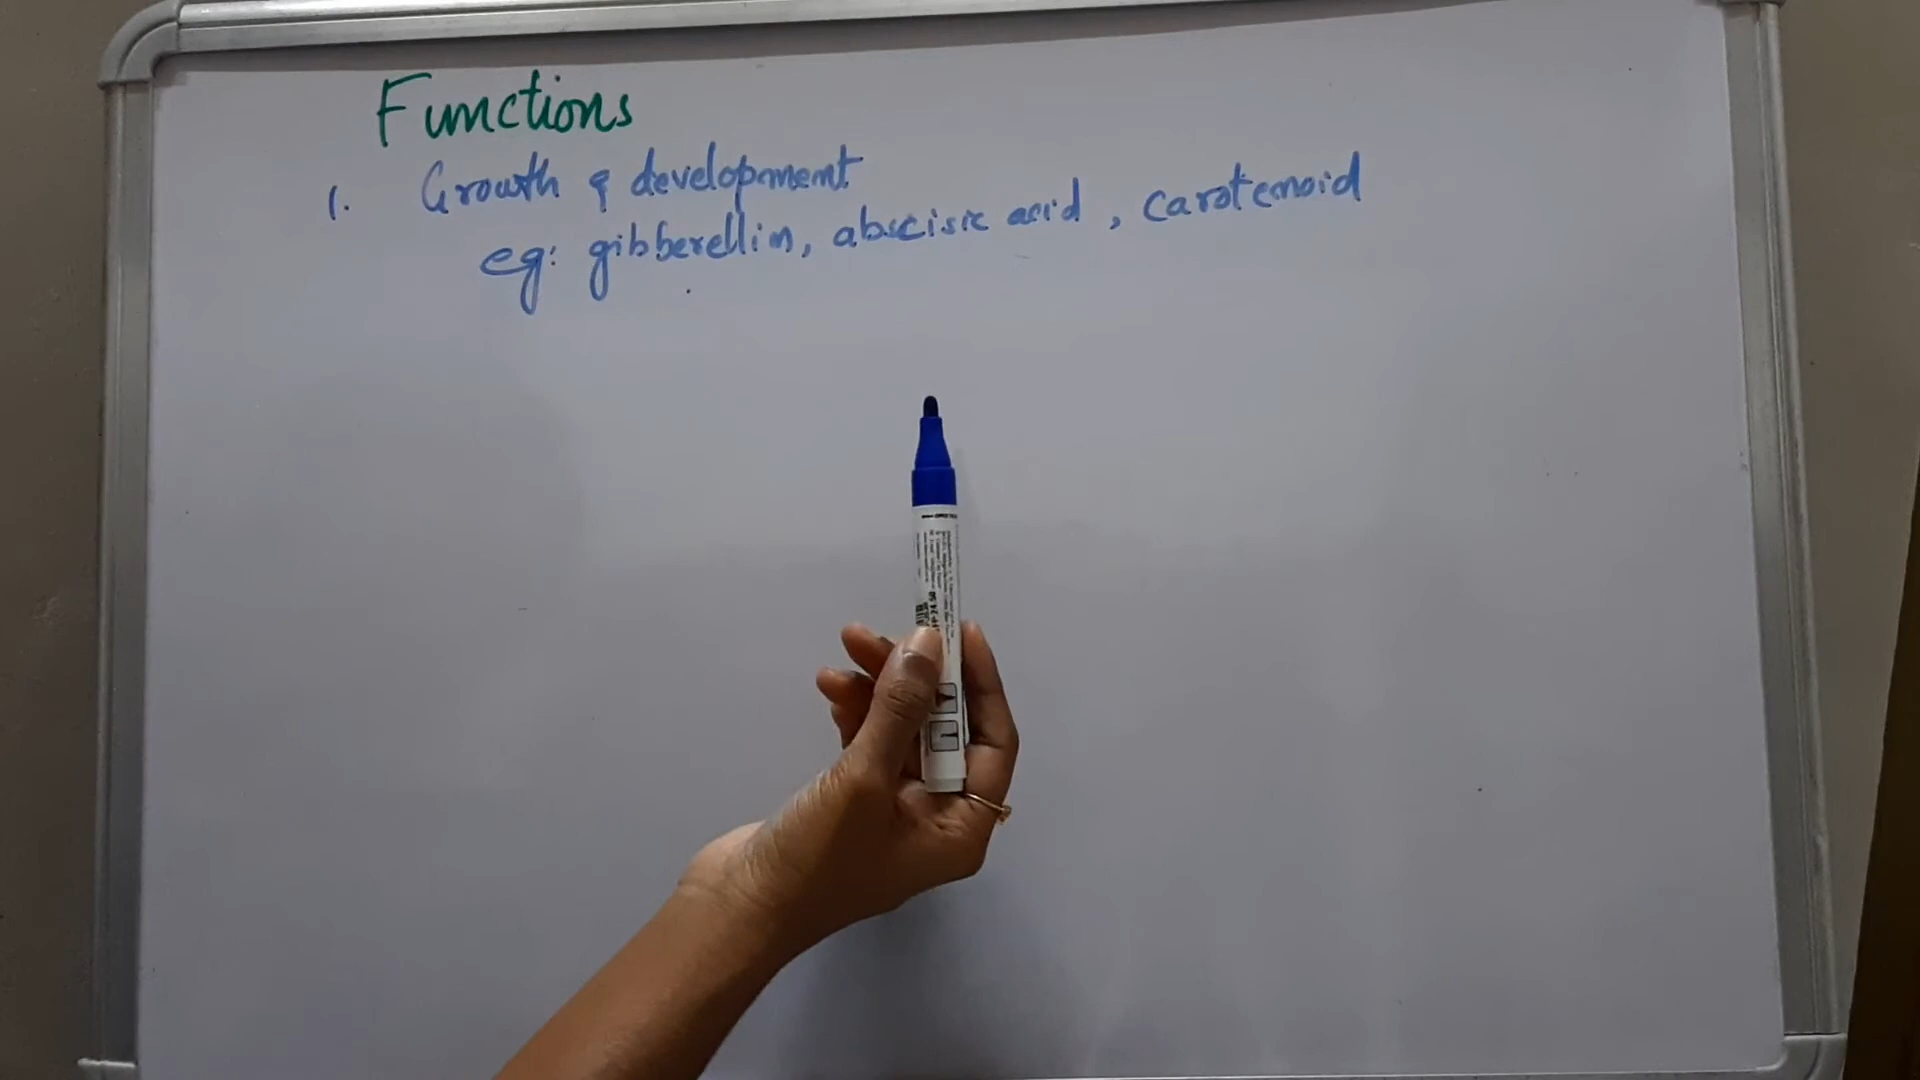 Functions
1. Growth & development
eg: gibberellin, abscisic acid, carotenoid